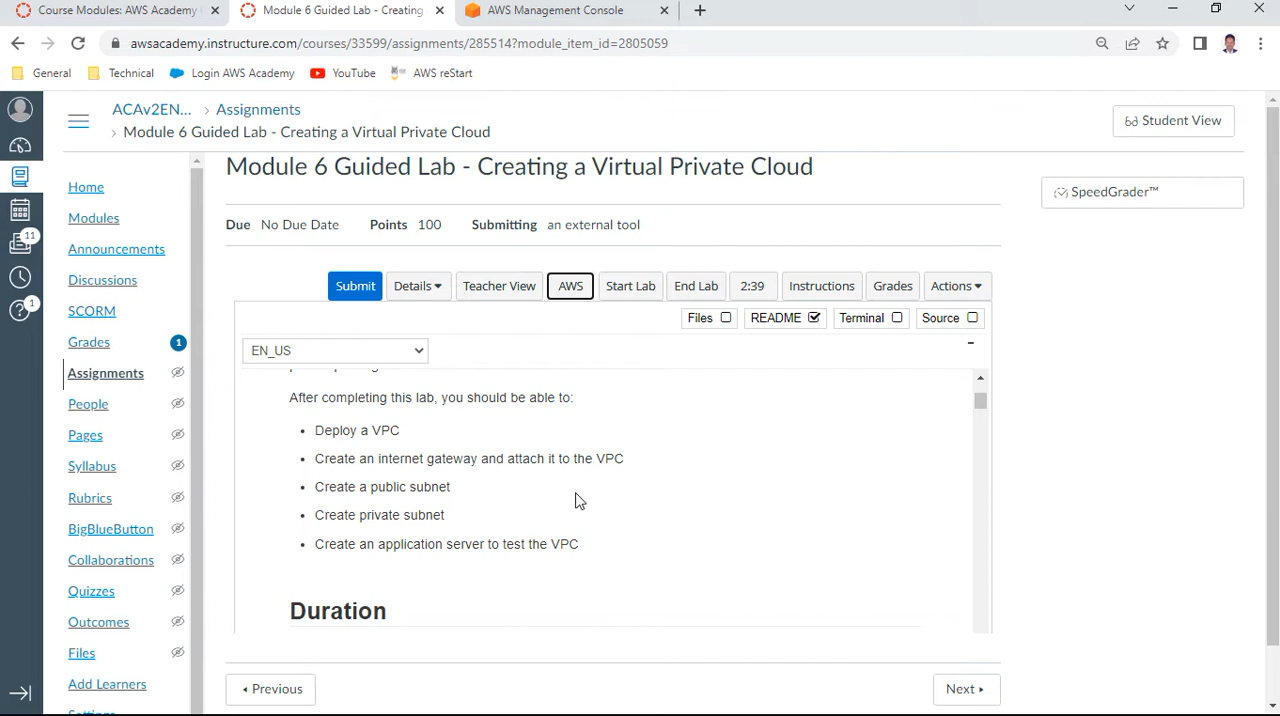 Course Modules: AWS Academy
Module 6 Guided Lab - Creating
AWS Management Console
awsacademy.instructure.com/courses/33599/assignments/285514?module_item_id=2805059
General
Technical
Login AWS Academy
YouTube
AWS reStart
ACAv2EN... › Assignments
› Module 6 Guided Lab - Creating a Virtual Private Cloud
Student View
Module 6 Guided Lab - Creating a Virtual Private Cloud
SpeedGrader™
Due No Due Date Points 100 Submitting an external tool
Submit Details Teacher View AWS Start Lab End Lab 2:39 Instructions Grades Actions
Files README Terminal Source
EN_US
After completing this lab, you should be able to:
• Deploy a VPC
• Create an internet gateway and attach it to the VPC
• Create a public subnet
• Create private subnet
• Create an application server to test the VPC
Duration
Previous
Next
Home
Modules
Announcements
Discussions
SCORM
Grades 1
Assignments
People
Pages
Syllabus
Rubrics
BigBlueButton
Collaborations
Quizzes
Outcomes
Files
Add Learners
11
1